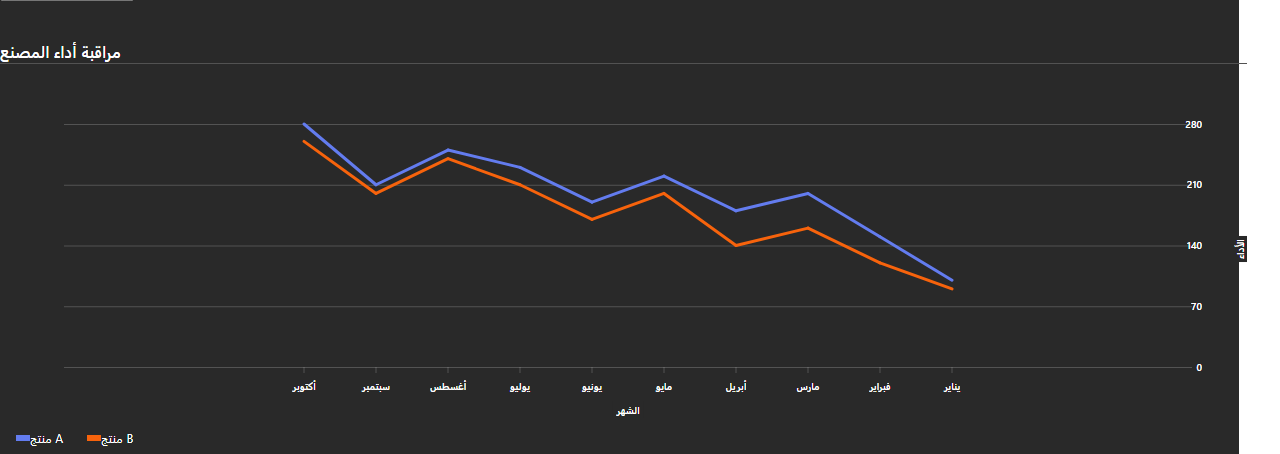 مراقبة أداء المصنع
280
210
140
70
0
الأداء
يناير فبراير مارس أبريل مايو يونيو يوليو أغسطس سبتمبر أكتوبر
الشهر
منتج A منتج B